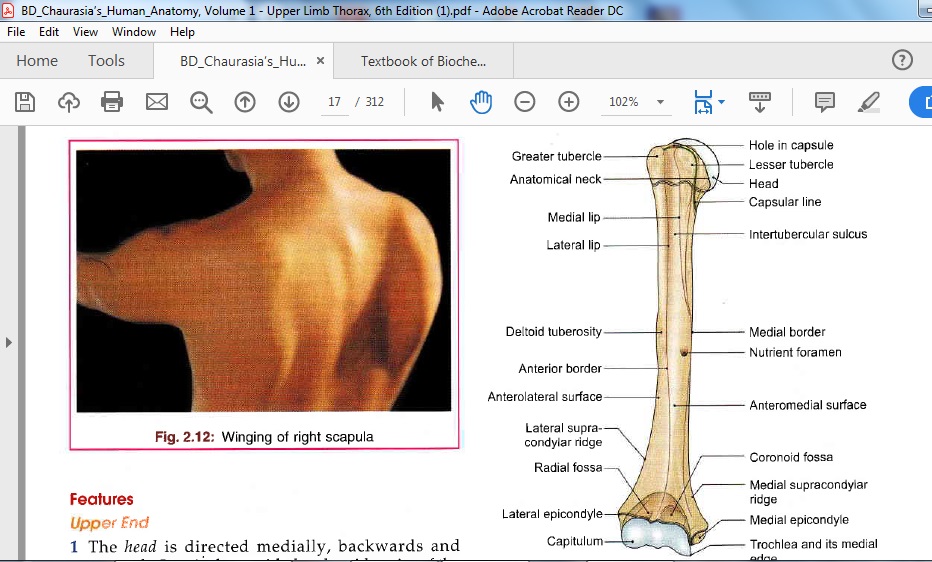 BD_Chaurasia's_Human_Anatomy, Volume 1 - Upper Limb Thorax, 6th Edition (1).pdf - Adobe Acrobat Reader DC
File Edit View Window Help
Home Tools BD_Chaurasia's_Hu... × Textbook of Bioche...
17 / 312 102%
Fig. 2.12: Winging of right scapula
Features
Upper End
1 The head is directed medially, backwards and
Greater tubercle
Anatomical neck
Medial lip
Lateral lip
Deltoid tuberosity
Anterior border
Anterolateral surface
Lateral supra-
condylar ridge
Radial fossa
Lateral epicondyle
Capitulum
Hole in capsule
Lesser tubercle
Head
Capsular line
Intertubercular sulcus
Medial border
Nutrient foramen
Anteromedial surface
Coronoid fossa
Medial supracondylar
ridge
Medial epicondyle
Trochlea and its medial
edge